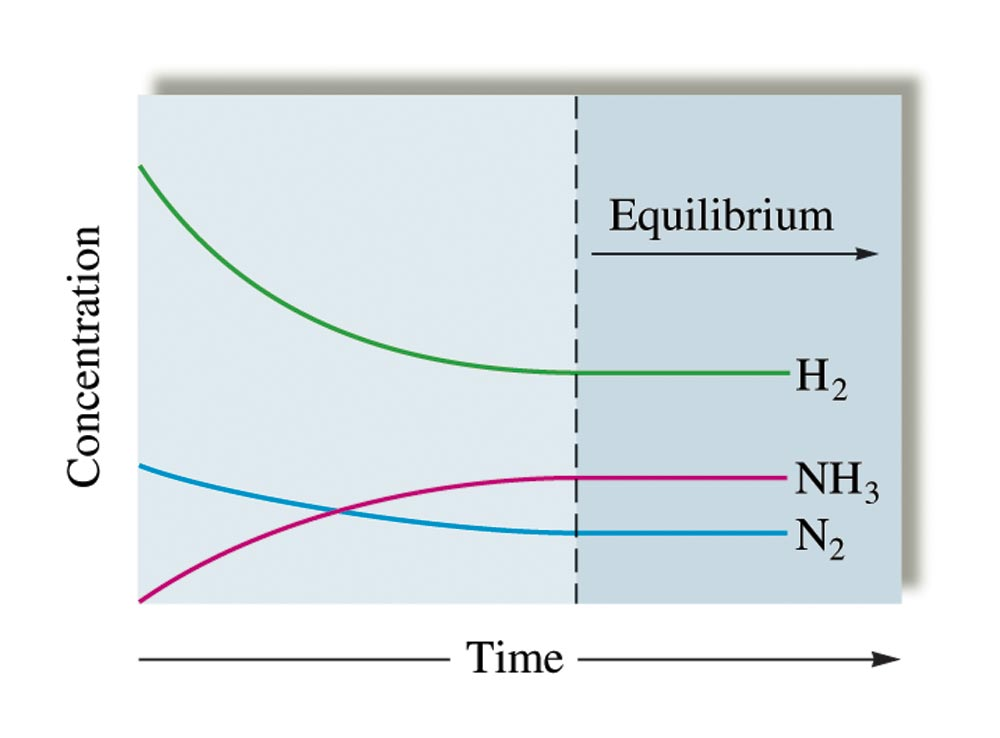 Concentration
Equilibrium
H₂
NH₃
N₂
Time